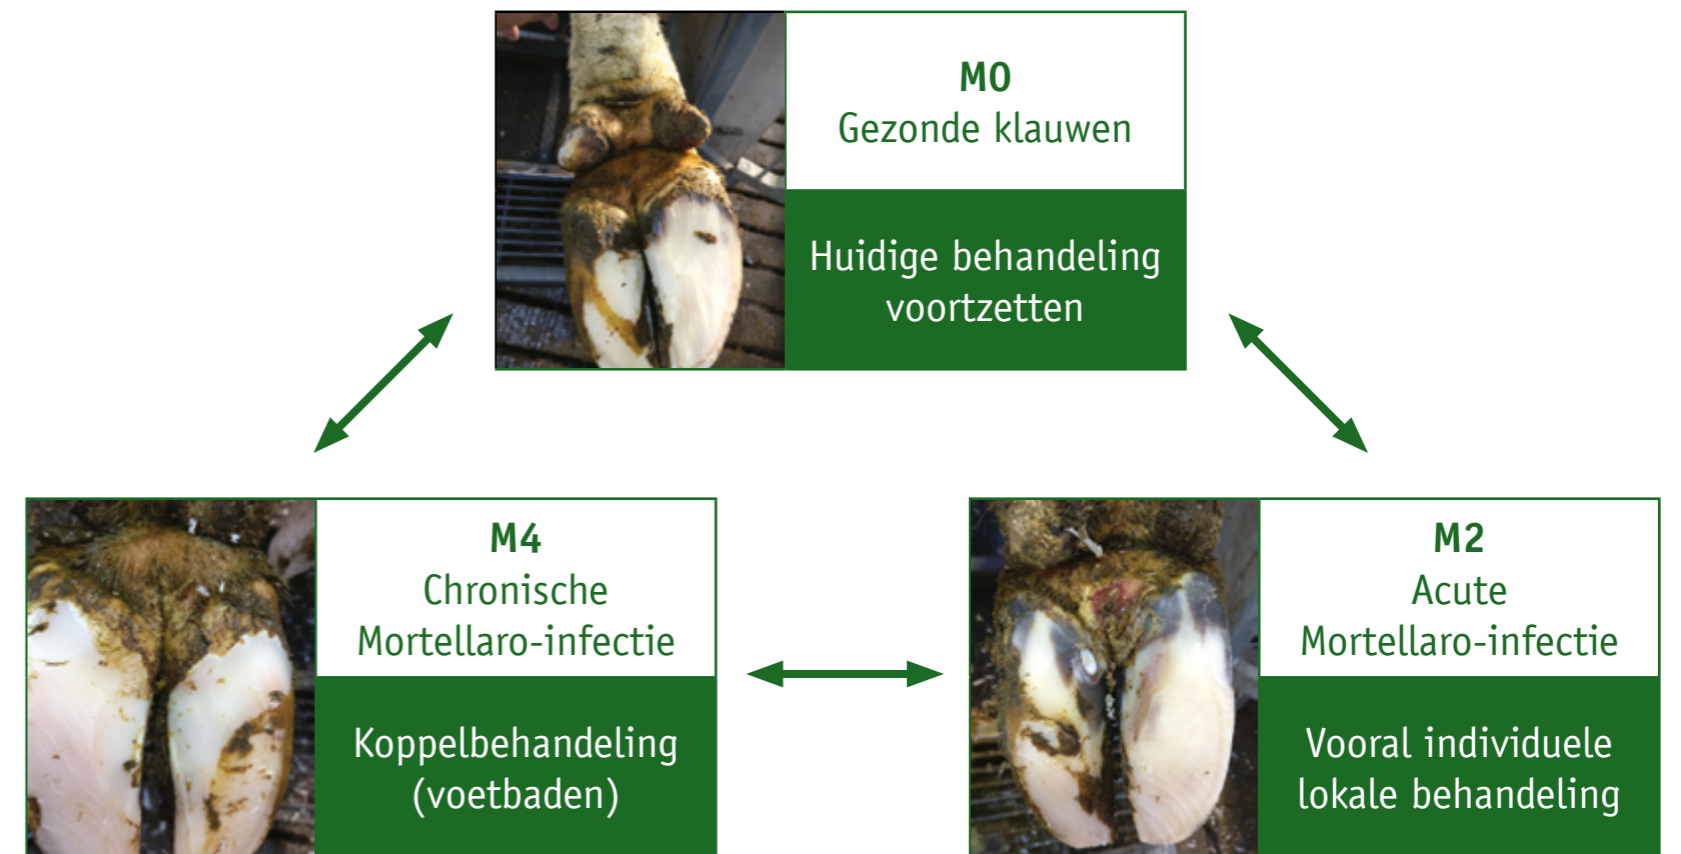 M0
Gezonde klauwen
Huidige behandeling
voortzetten
M4
Chronische
Mortellaro-infectie
Koppelbehandeling
(voetbaden)
M2
Acute
Mortellaro-infectie
Vooral individuele
lokale behandeling